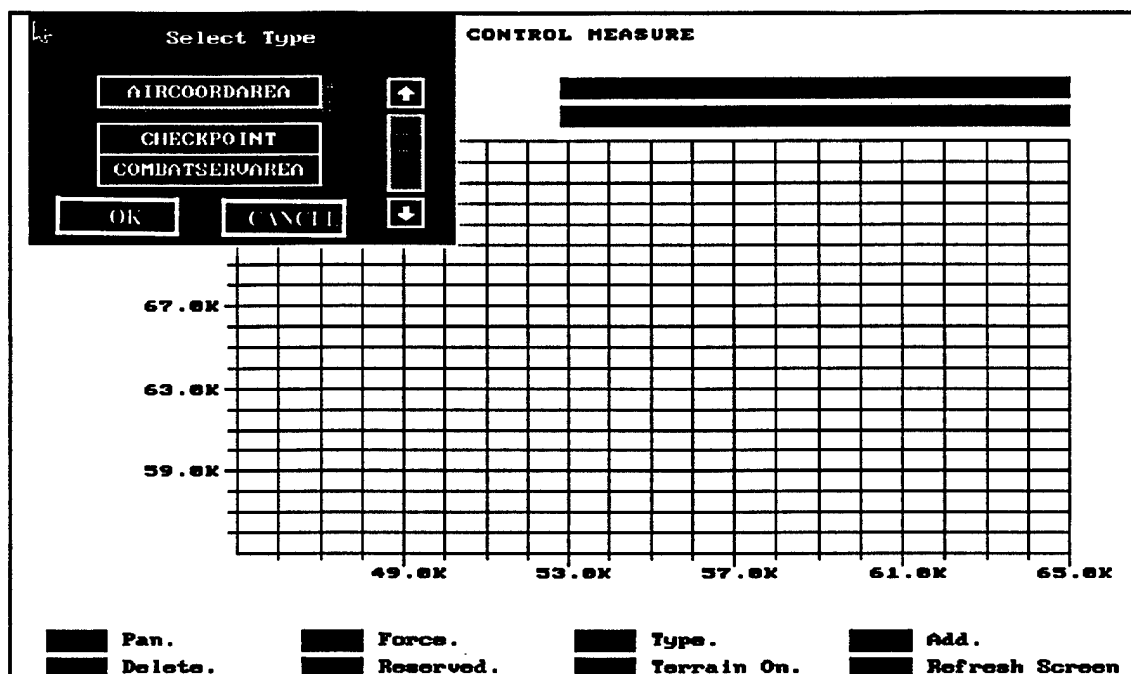 Select Type
CONTROL MEASURE
AIRCOORDAREA
CHECKPOINT
COMBATSERVAREA
OK CANCEL
67.0K
63.0K
59.0K
49.0K 53.0K 57.0K 61.0K 65.0K
Pan. Force. Type. Add.
Delete. Reserved. Terrain On. Refresh Screen